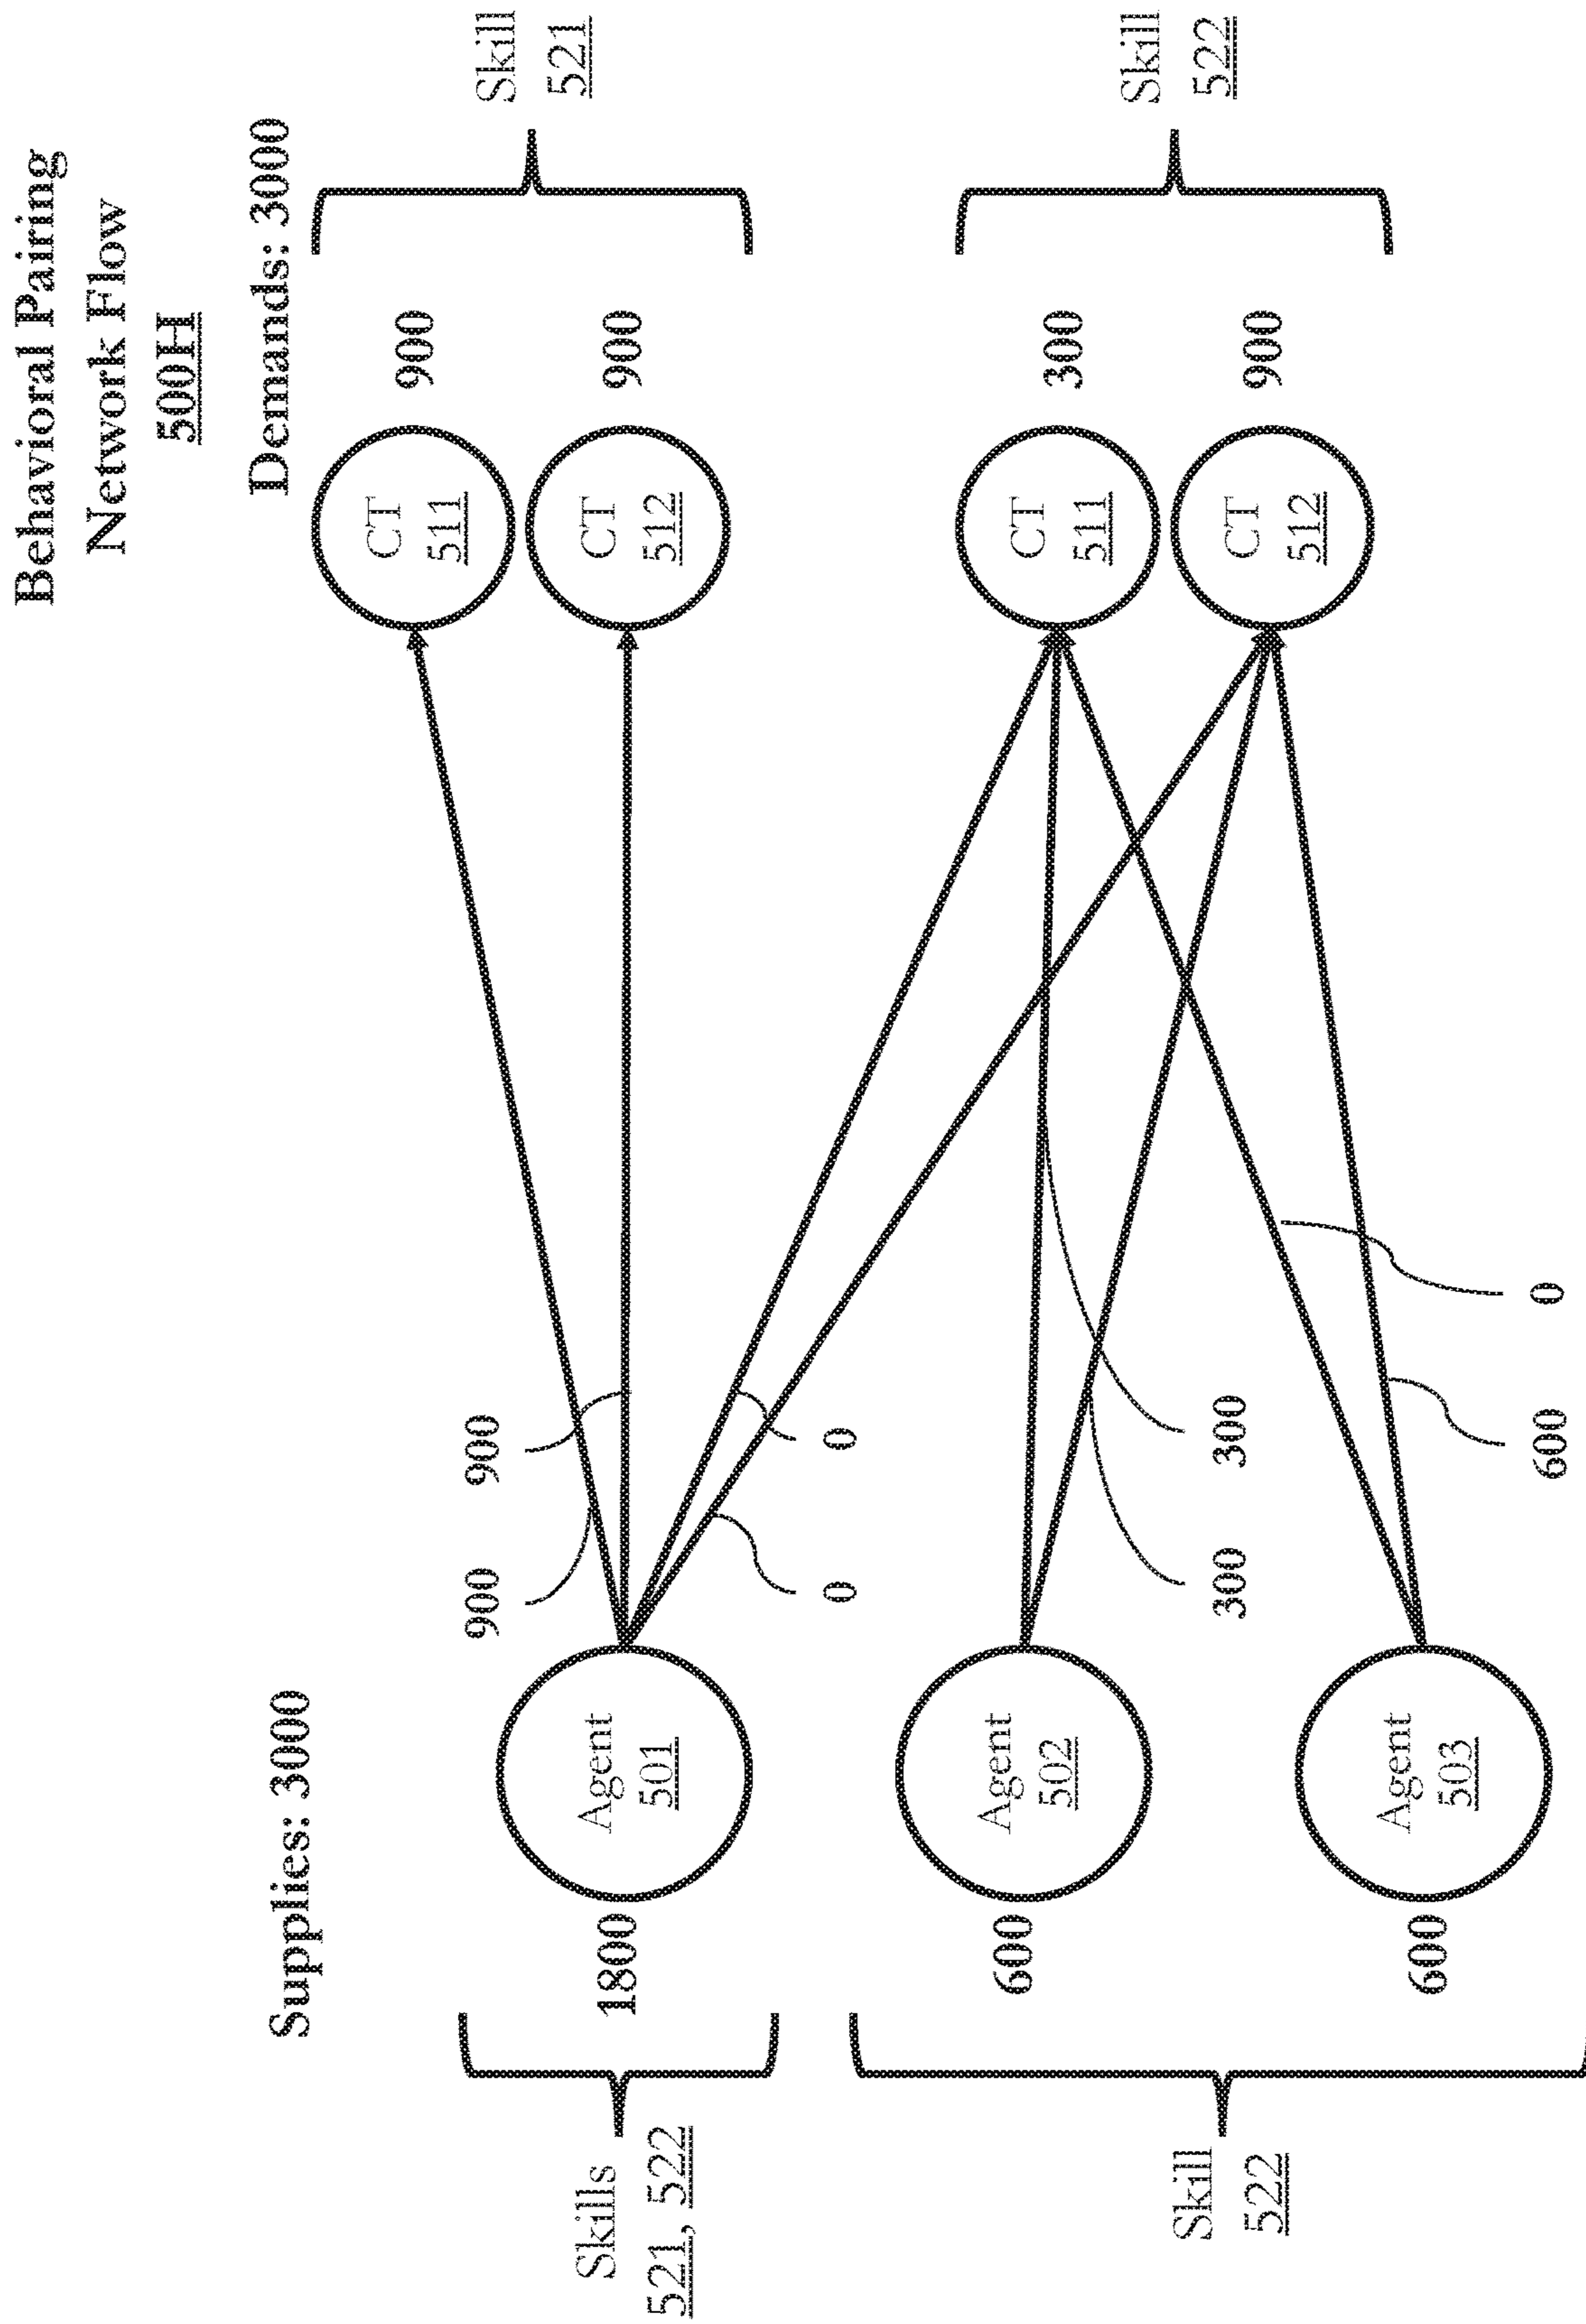 Behavioral Pairing
Network Flow
500H
Supplies: 3000
Demands: 3000
Skills
521, 522
1800
Agent
501
900
900
0
0
CT
511
900
CT
512
900
Skill
521
Skill
522
600
Agent
502
300
300
600
Agent
503
600
0
CT
511
300
CT
512
900
Skill
522